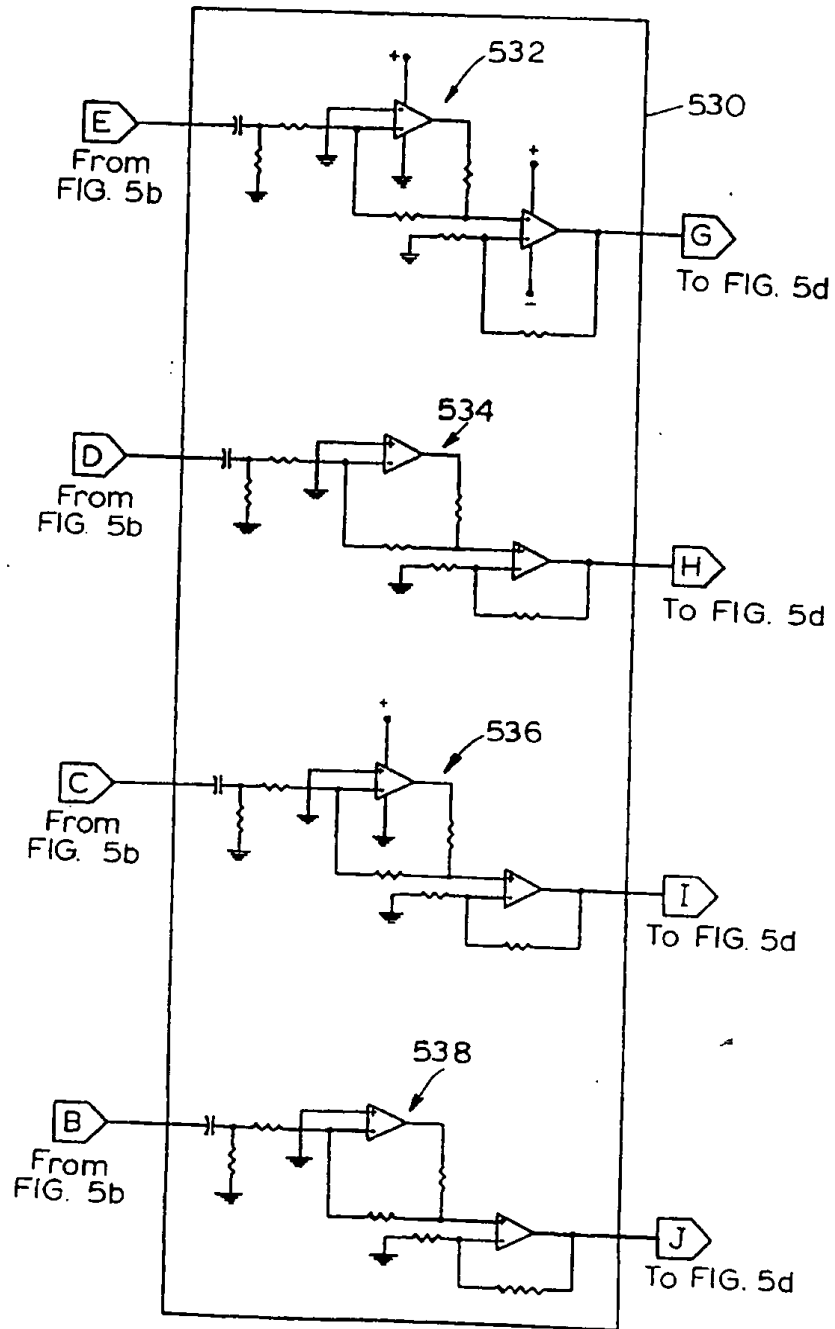 532
530
E
From
FIG. 5b
G
To FIG. 5d
534
D
From
FIG. 5b
H
To FIG. 5d
536
C
From
FIG. 5b
I
To FIG. 5d
538
B
From
FIG. 5b
J
To FIG. 5d